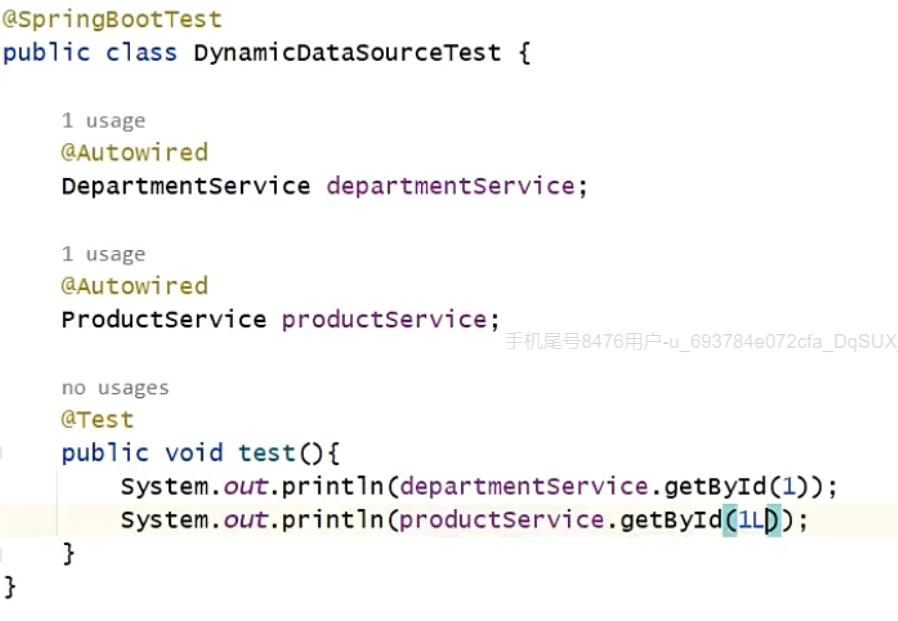 @SpringBootTest
public class DynamicDataSourceTest {
1 usage
@Autowired
DepartmentService departmentService;
1 usage
@Autowired
ProductService productService;
手机尾号8476用户-u_693784e072cfa_DqSUX_
no usages
@Test
public void test(){
System.out.println(departmentService.getById(1));
System.out.println(productService.getById(1L));
}
}